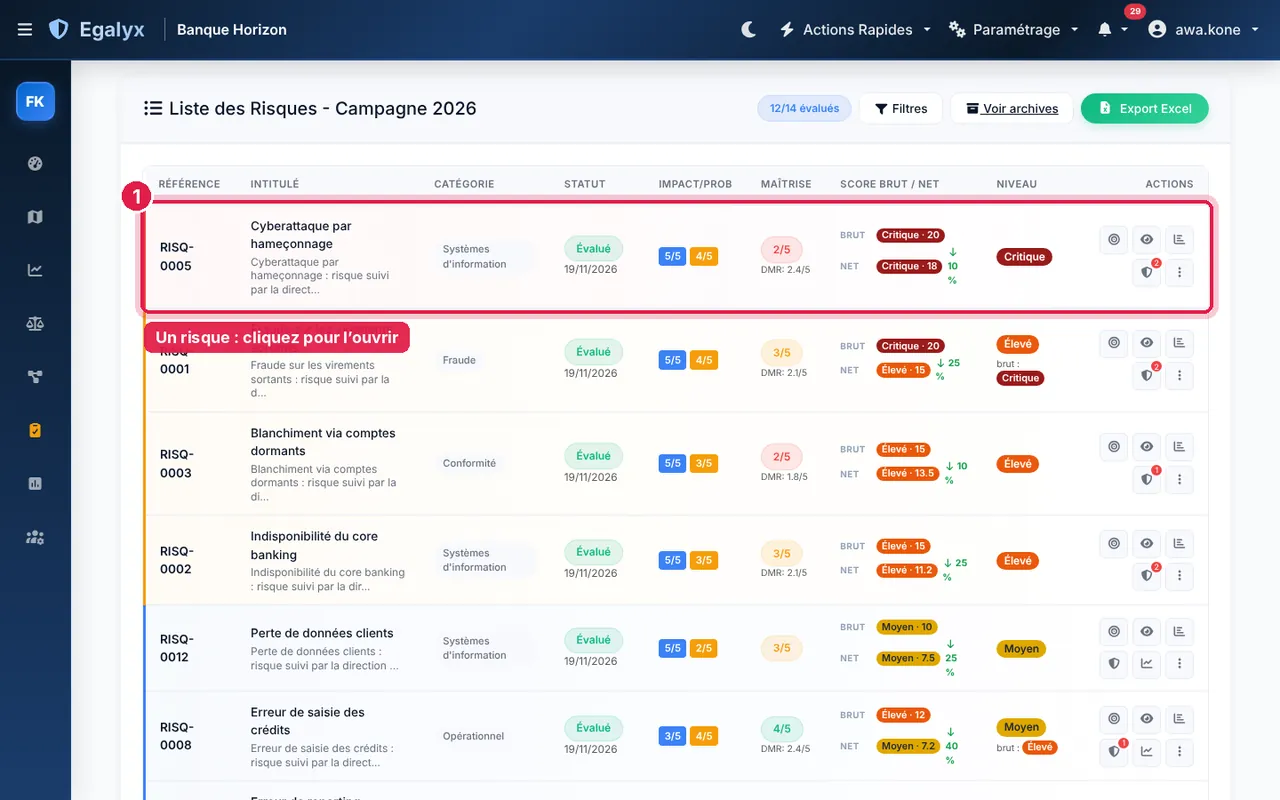 Egalyx
Banque Horizon
Actions Rapides
Paramétrage
29
awa.kone
FK
Liste des Risques - Campagne 2026
12/14 évalués
Filtres
Voir archives
Export Excel
RÉFÉRENCE INTITULÉ CATÉGORIE STATUT IMPACT/PROB MAÎTRISE SCORE BRUT / NET NIVEAU ACTIONS
1
RISQ-
0005
Cyberattaque par
hameçonnage
Cyberattaque par
hameçonnage : risque suivi
par la direct...
Systèmes
d'information
Évalué
19/11/2026
5/5 4/5
2/5
DMR: 2.4/5
BRUT Critique · 20
NET Critique · 18 ↓ 10 %
Critique
2
Un risque : cliquez pour l'ouvrir
RISQ-
0001
Fraude sur les virements
sortants : risque suivi par la
d...
Fraude
Évalué
19/11/2026
5/5 4/5
3/5
DMR: 2.1/5
BRUT Critique · 20
NET Élevé · 15 ↓ 25 %
Élevé
brut :
Critique
2
RISQ-
0003
Blanchiment via comptes
dormants
Blanchiment via comptes
dormants : risque suivi par la
di...
Conformité
Évalué
19/11/2026
5/5 3/5
2/5
DMR: 1.8/5
BRUT Élevé · 15
NET Élevé · 13.5 ↓ 10 %
Élevé
1
RISQ-
0002
Indisponibilité du core
banking
Indisponibilité du core banking
: risque suivi par la dir...
Systèmes
d'information
Évalué
19/11/2026
5/5 3/5
3/5
DMR: 2.1/5
BRUT Élevé · 15
NET Élevé · 11.2 ↓ 25 %
Élevé
2
RISQ-
0012
Perte de données clients
Perte de données clients :
risque suivi par la direction ...
Systèmes
d'information
Évalué
19/11/2026
5/5 2/5
3/5
BRUT Moyen · 10
NET Moyen · 7.5 ↓ 25 %
Moyen
RISQ-
0008
Erreur de saisie des
crédits
Erreur de saisie des crédits :
risque suivi par la direct...
Opérationnel
Évalué
19/11/2026
3/5 4/5
4/5
DMR: 2.4/5
BRUT Élevé · 12
NET Moyen · 7.2 ↓ 40 %
Moyen
brut : Élevé
1